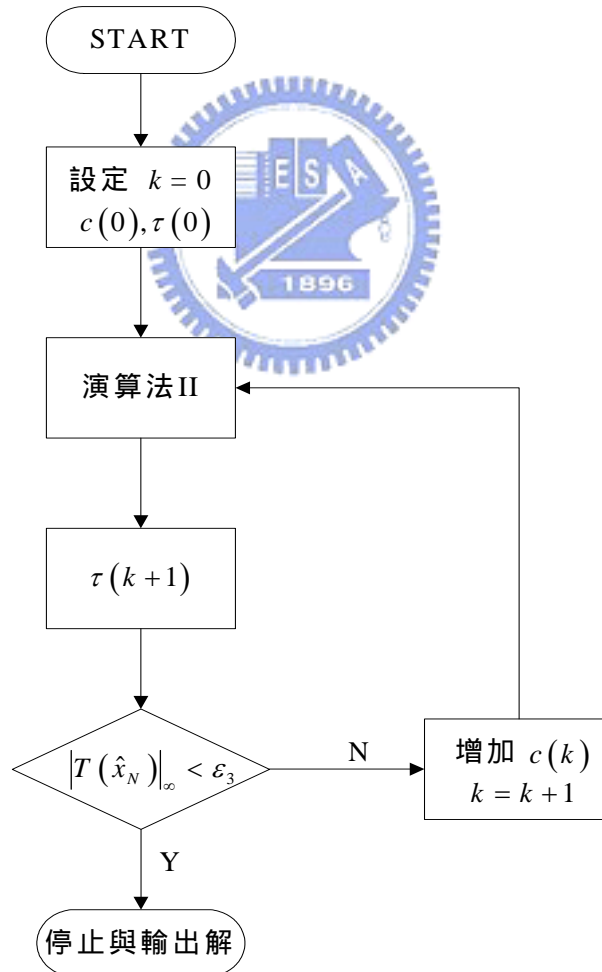 START
設定 k = 0
c(0), τ(0)
E S A
1896
演算法II
τ(k+1)
|T(x̂_N)|_∞ < ε_3
N
增加 c(k)
k = k+1
Y
停止與輸出解